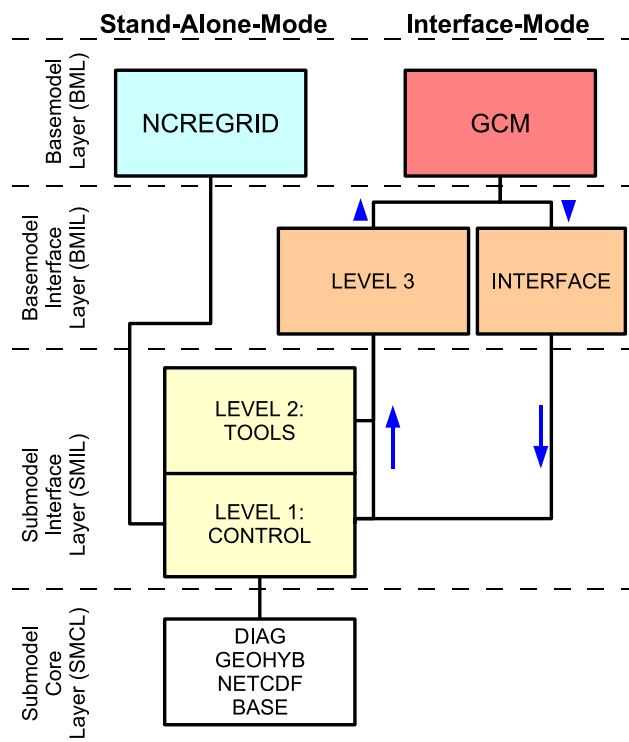 Stand-Alone-Mode
Interface-Mode
Basemodel
Layer (BML)
NCREGRID
GCM
Basemodel
Interface
Layer (BMIL)
LEVEL 3
INTERFACE
Submodel
Interface
Layer (SMIL)
LEVEL 2:
TOOLS
LEVEL 1:
CONTROL
Submodel
Core
Layer (SMCL)
DIAG
GEOHYB
NETCDF
BASE